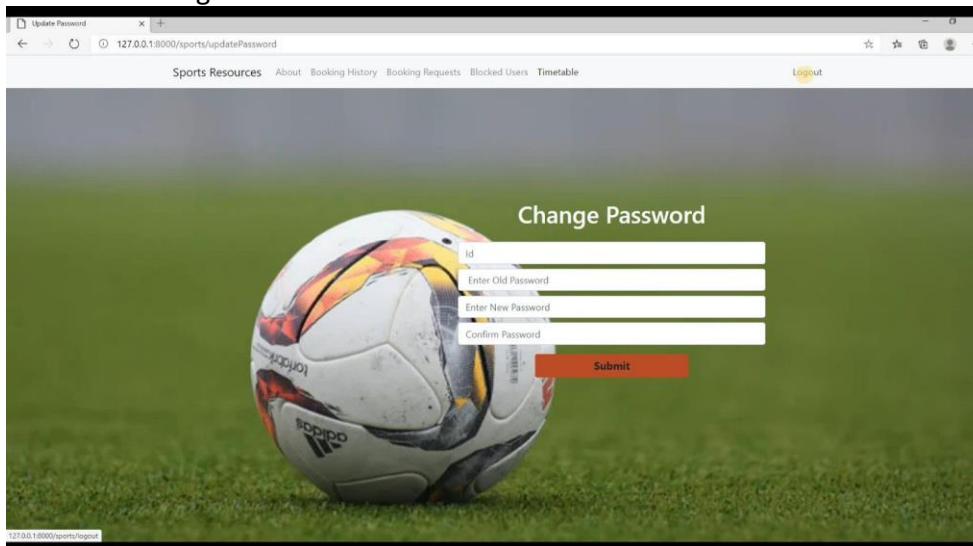 Update Password
127.0.0.1:8000/sports/updatePassword
Sports Resources About Booking History Booking Requests Blocked Users Timetable Logout
Change Password
Id
Enter Old Password
Enter New Password
Confirm Password
Submit
torfabrik
adidas
127.0.0.1:8000/sports/logout